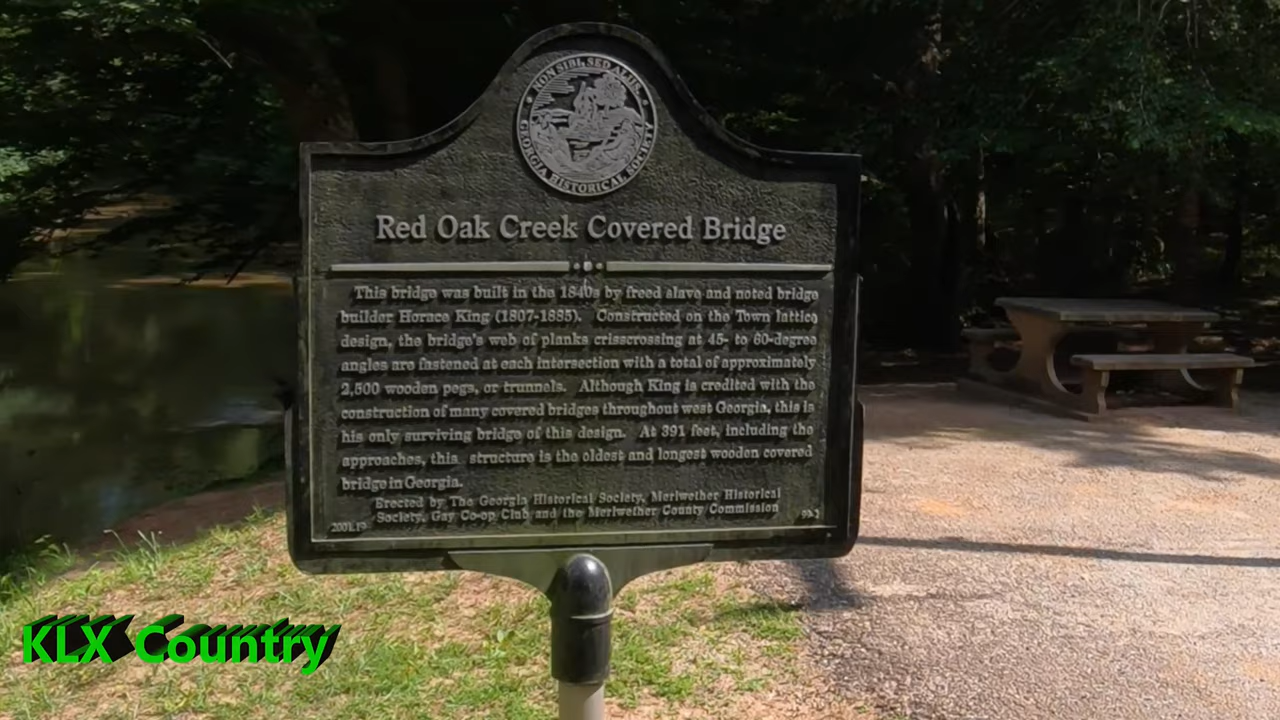 NON SIBI, SED ALIIS
GEORGIA HISTORICAL SOCIETY
Red Oak Creek Covered Bridge
This bridge was built in the 1840s by freed slave and noted bridge
builder Horace King (1807-1885). Constructed on the Town lattice
design, the bridge's web of planks crisscrossing at 45- to 60-degree
angles are fastened at each intersection with a total of approximately
2,500 wooden pegs, or trunnels. Although King is credited with the
construction of many covered bridges throughout west Georgia, this is
his only surviving bridge of this design. At 391 feet, including the
approaches, this structure is the oldest and longest wooden covered
bridge in Georgia.
Erected by The Georgia Historical Society, Meriwether Historical
Society, Gay Co-op Club and the Meriwether County Commission
KLX Country